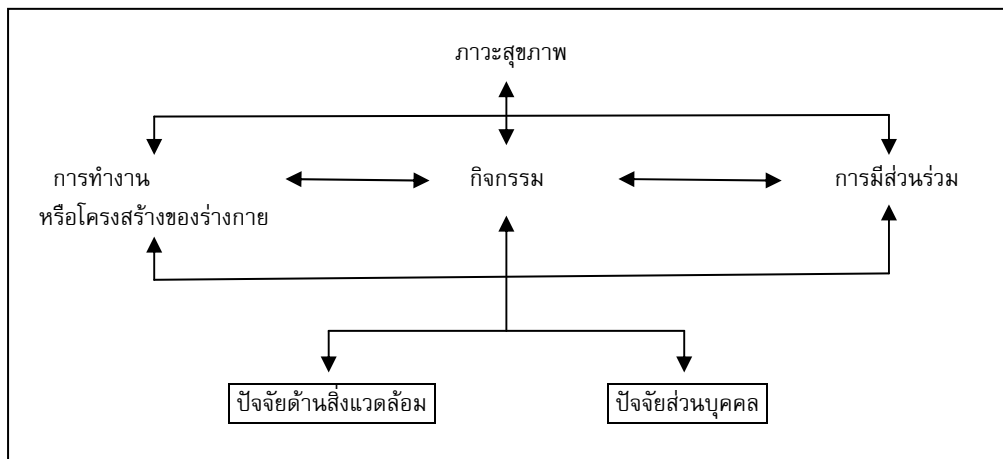 ภาวะสุขภาพ
การทำงาน
หรือโครงสร้างของร่างกาย
กิจกรรม
การมีส่วนร่วม
ปัจจัยด้านสิ่งแวดล้อม
ปัจจัยส่วนบุคคล